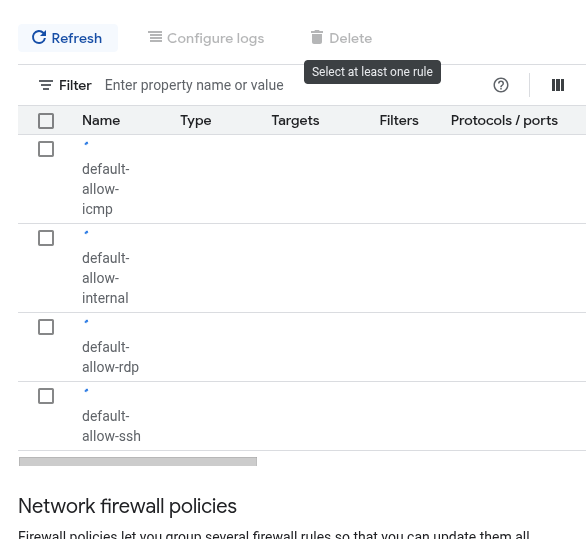 Refresh
Configure logs
Delete
Select at least one rule
Filter
Enter property name or value
Name
Type
Targets
Filters
Protocols / ports
default-
allow-
icmp
default-
allow-
internal
default-
allow-rdp
default-
allow-ssh
Network firewall policies
Firewall policies let you group several firewall rules so that you can update them all